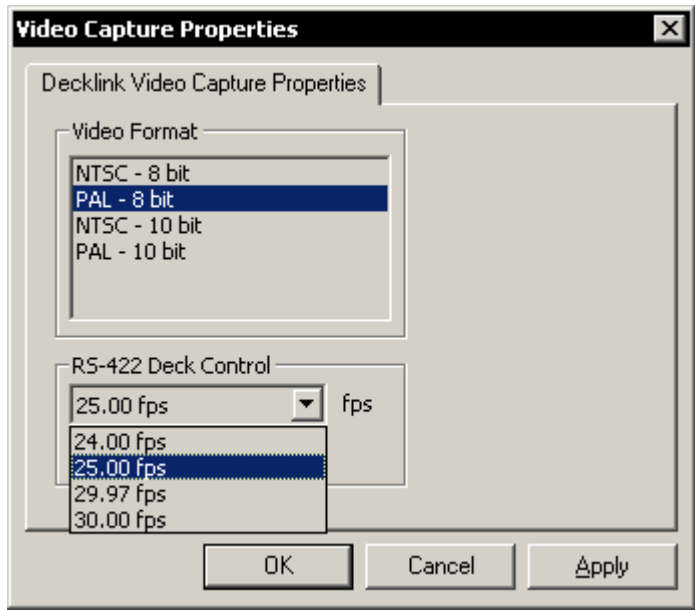 Video Capture Properties
Decklink Video Capture Properties
Video Format
NTSC - 8 bit
PAL - 8 bit
NTSC - 10 bit
PAL - 10 bit
RS-422 Deck Control
25.00 fps fps
24.00 fps
25.00 fps
29.97 fps
30.00 fps
OK Cancel Apply